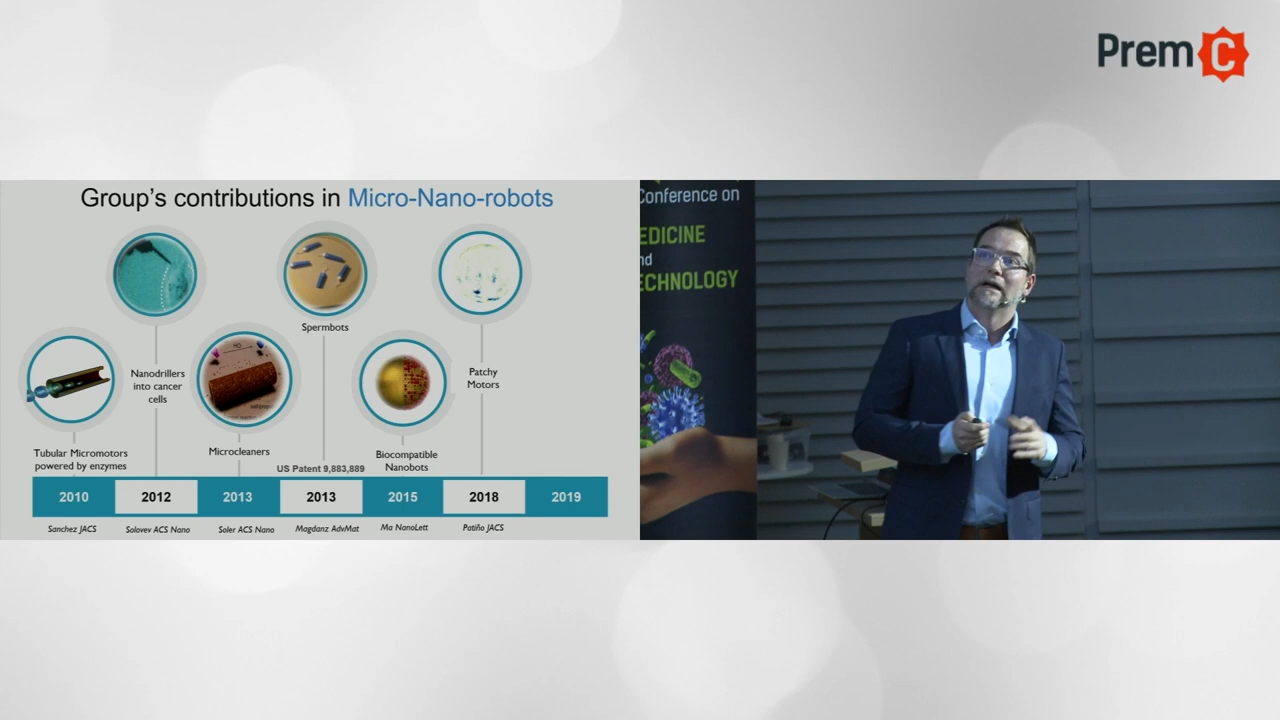 Prem C
Group's contributions in Micro-Nano-robots
Spermbots
Nanodrillers
into cancer
cells
Patchy
Motors
Tubular Micromotors
powered by enzymes
Microcleaners
Biocompatible
Nanobots
US Patent 9,883,889
2010
2012
2013
2013
2015
2018
2019
Sanchez JACS
Solovev ACS Nano
Soler ACS Nano
Magdanz AdvMat
Ma NanoLett
Patiño JACS
Conference on
EDICINE
nd
ECHNOLOGY